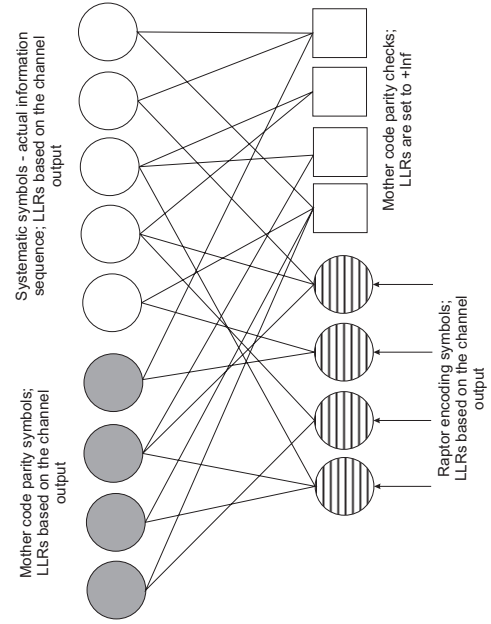 Mother code parity symbols;
LLRs based on the channel
output
Systematic symbols - actual information
sequence; LLRs based on the channel
output
Raptor encoding symbols;
LLRs based on the channel
output
Mother code parity checks;
LLRs are set to +Inf